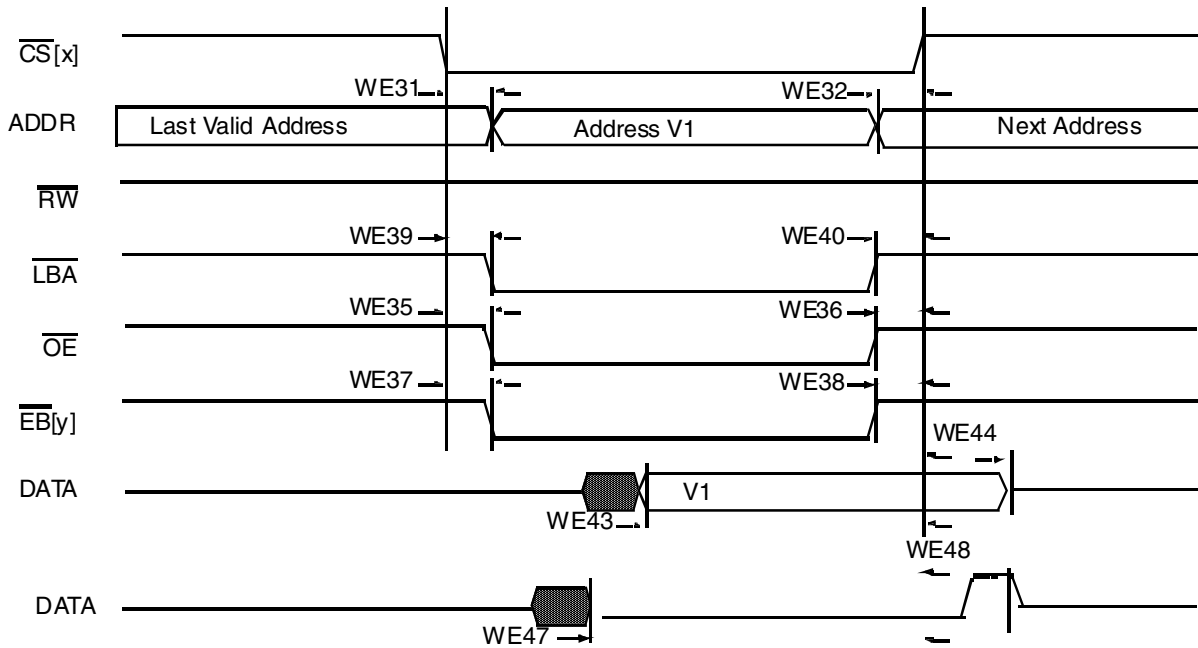 CS[x]
WE31
WE32
ADDR
Last Valid Address
Address V1
Next Address
RW
WE39
WE40
LBA
WE35
WE36
OE
WE37
WE38
EB[y]
WE44
DATA
V1
WE43
WE48
DATA
WE47